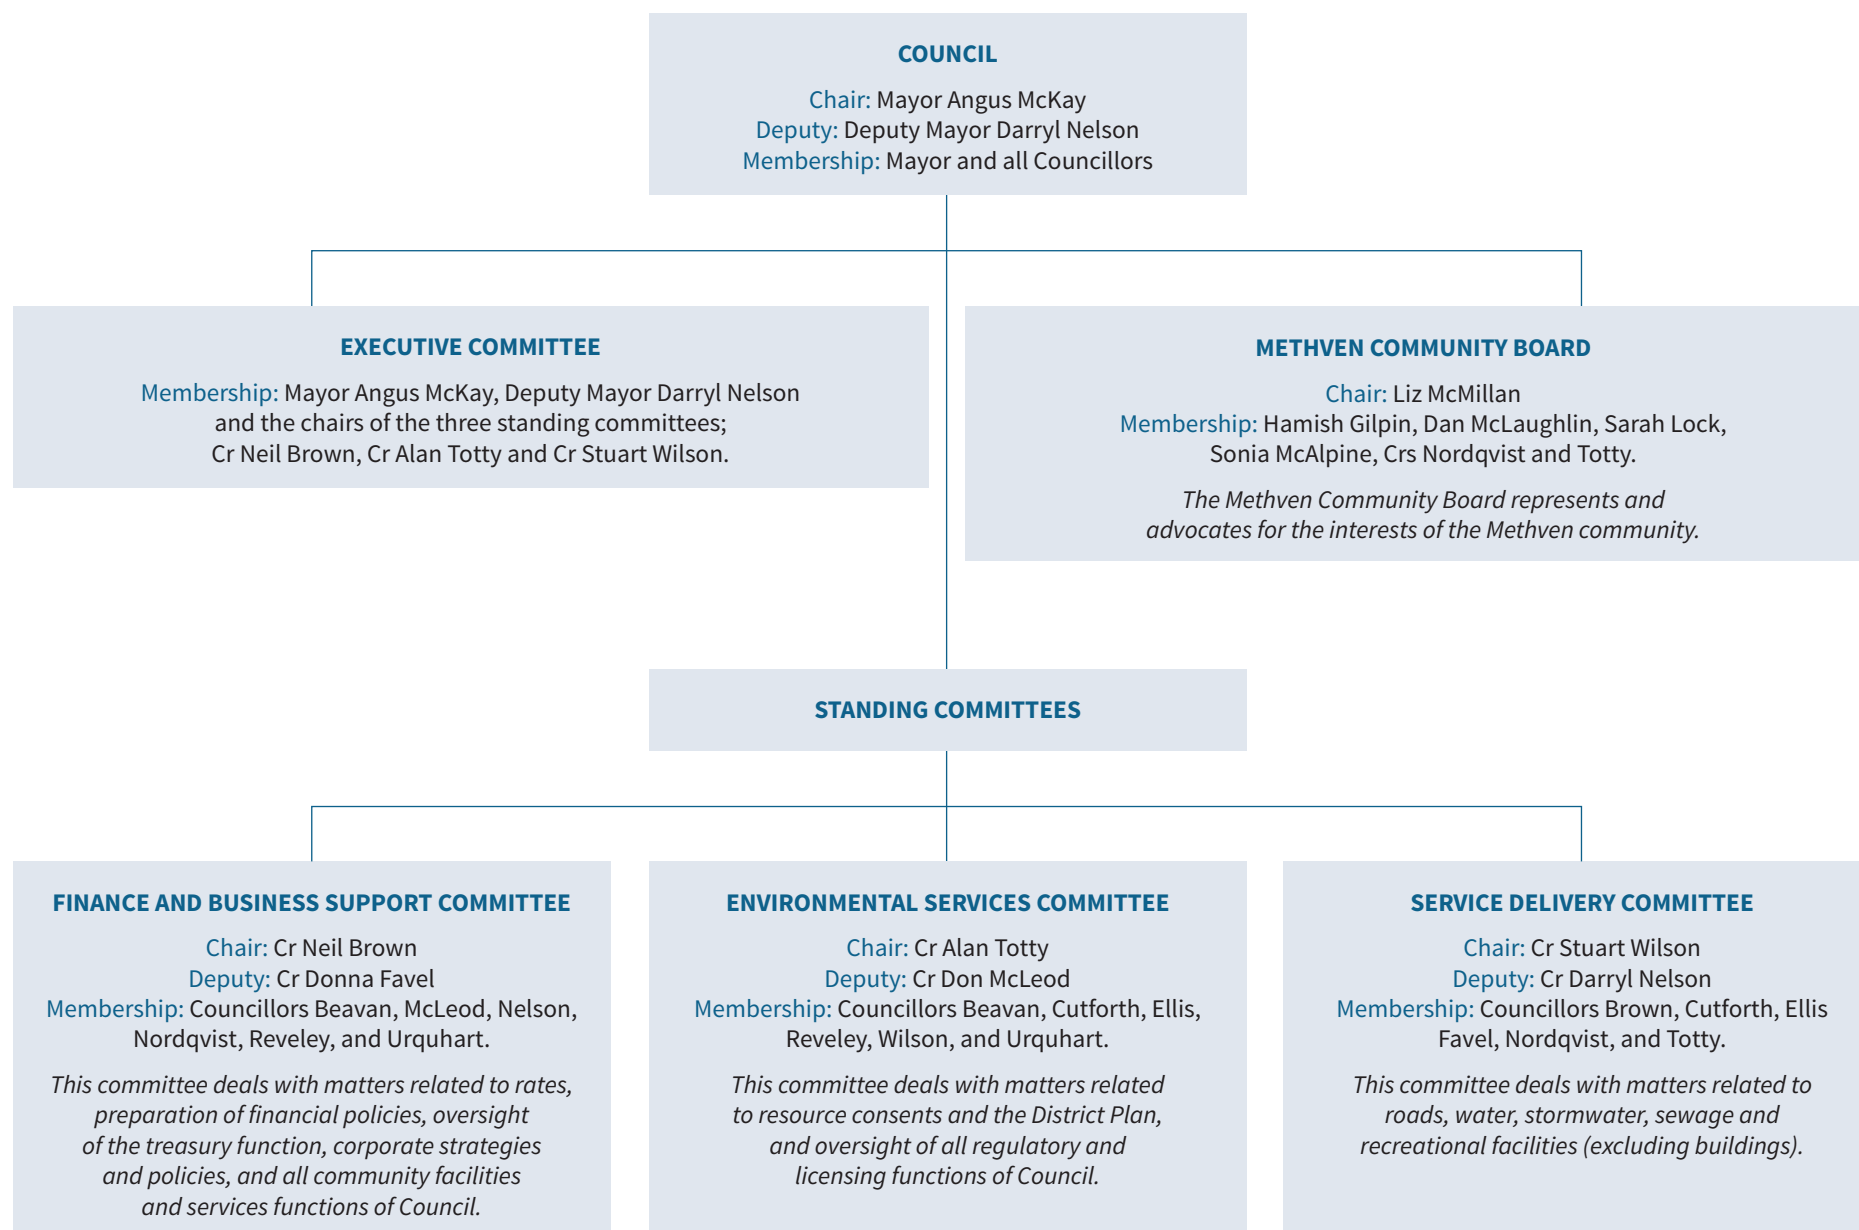 COUNCIL
Chair: Mayor Angus McKay
Deputy: Deputy Mayor Darryl Nelson
Membership: Mayor and all Councillors
EXECUTIVE COMMITTEE
Membership: Mayor Angus McKay, Deputy Mayor Darryl Nelson
and the chairs of the three standing committees;
Cr Neil Brown, Cr Alan Totty and Cr Stuart Wilson.
METHVEN COMMUNITY BOARD
Chair: Liz McMillan
Membership: Hamish Gilpin, Dan McLaughlin, Sarah Lock,
Sonia McAlpine, Crs Nordqvist and Totty.
The Methven Community Board represents and
advocates for the interests of the Methven community.
STANDING COMMITTEES
FINANCE AND BUSINESS SUPPORT COMMITTEE
Chair: Cr Neil Brown
Deputy: Cr Donna Favel
Membership: Councillors Beavan, McLeod, Nelson,
Nordqvist, Reveley, and Urquhart.
This committee deals with matters related to rates,
preparation of financial policies, oversight
of the treasury function, corporate strategies
and policies, and all community facilities
and services functions of Council.
ENVIRONMENTAL SERVICES COMMITTEE
Chair: Cr Alan Totty
Deputy: Cr Don McLeod
Membership: Councillors Beavan, Cutforth, Ellis,
Reveley, Wilson, and Urquhart.
This committee deals with matters related
to resource consents and the District Plan,
and oversight of all regulatory and
licensing functions of Council.
SERVICE DELIVERY COMMITTEE
Chair: Cr Stuart Wilson
Deputy: Cr Darryl Nelson
Membership: Councillors Brown, Cutforth, Ellis
Favel, Nordqvist, and Totty.
This committee deals with matters related to
roads, water, stormwater, sewage and
recreational facilities (excluding buildings).